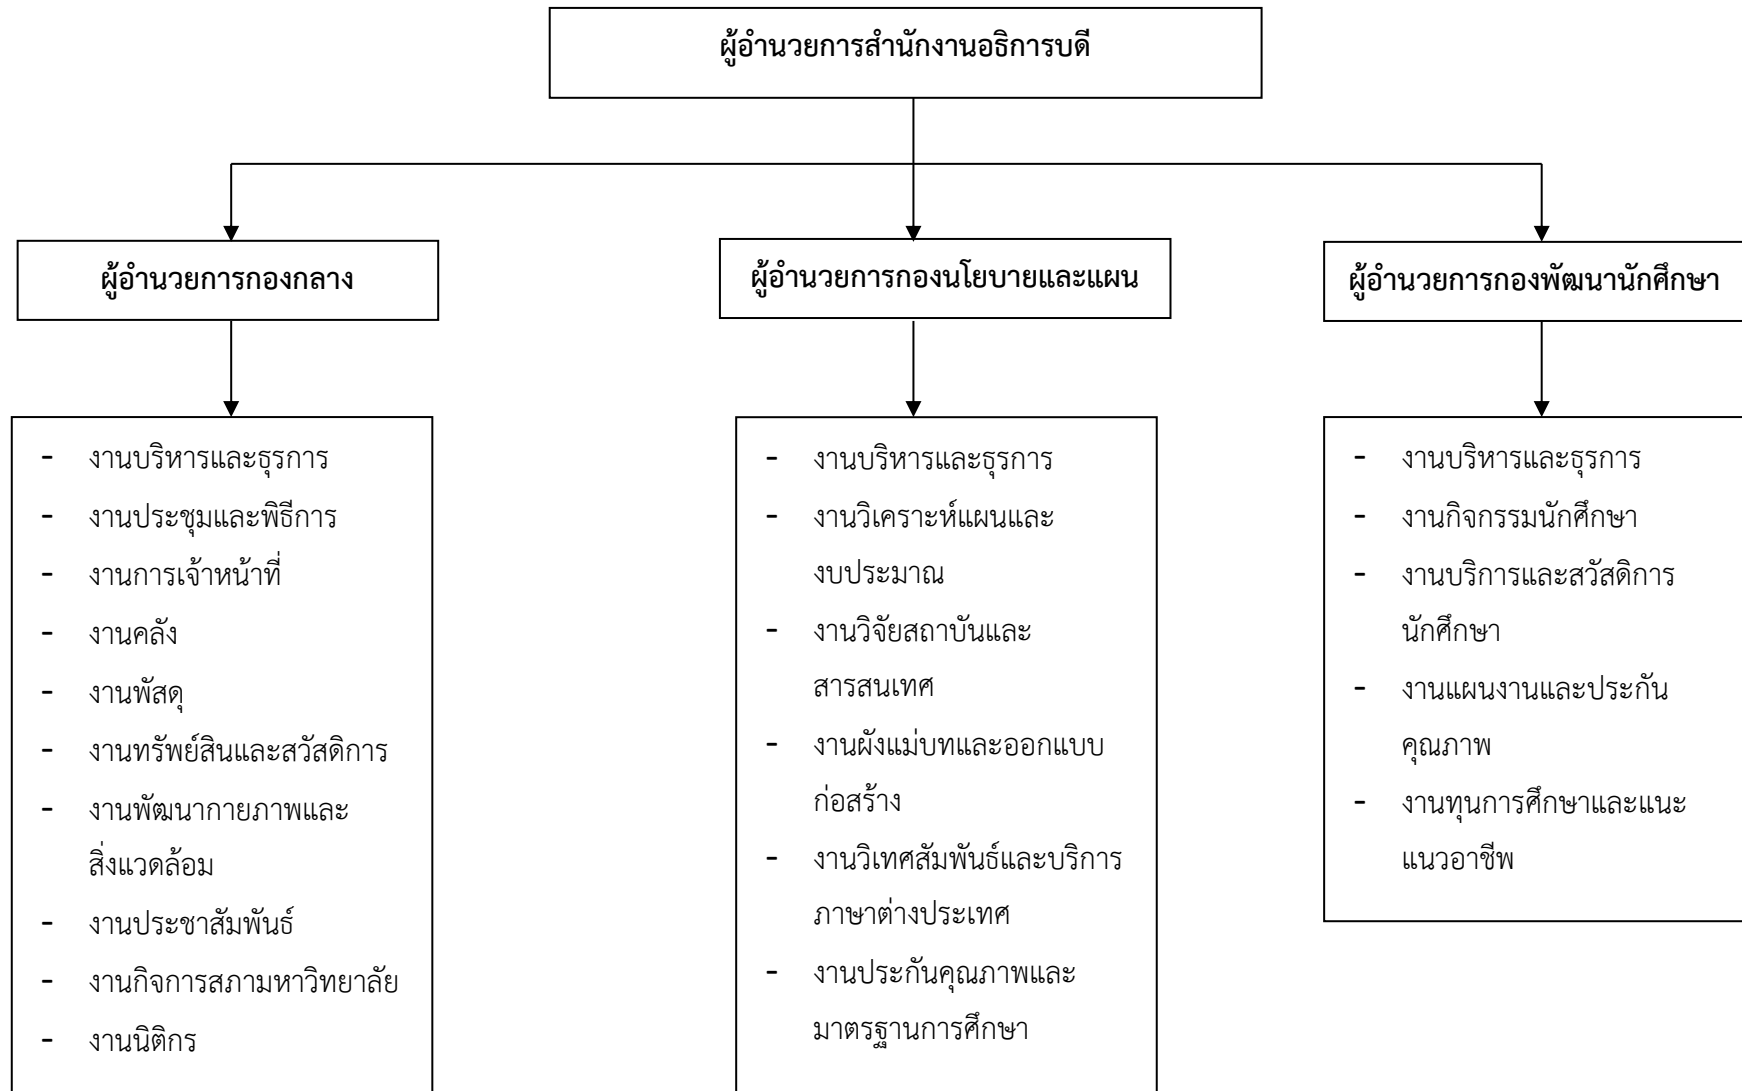 ผู้อำนวยการสำนักงานอธิการบดี
ผู้อำนวยการกองกลาง
- งานบริหารและธุรการ
- งานประชุมและพิธีการ
- งานการเจ้าหน้าที่
- งานคลัง
- งานพัสดุ
- งานทรัพย์สินและสวัสดิการ
- งานพัฒนากายภาพและ
สิ่งแวดล้อม
- งานประชาสัมพันธ์
- งานกิจการสภามหาวิทยาลัย
- งานนิติกร
ผู้อำนวยการกองนโยบายและแผน
- งานบริหารและธุรการ
- งานวิเคราะห์แผนและ
งบประมาณ
- งานวิจัยสถาบันและ
สารสนเทศ
- งานผังแม่บทและออกแบบ
ก่อสร้าง
- งานวิเทศสัมพันธ์และบริการ
ภาษาต่างประเทศ
- งานประกันคุณภาพและ
มาตรฐานการศึกษา
ผู้อำนวยการกองพัฒนานักศึกษา
- งานบริหารและธุรการ
- งานกิจกรรมนักศึกษา
- งานบริการและสวัสดิการ
นักศึกษา
- งานแผนงานและประกัน
คุณภาพ
- งานทุนการศึกษาและแนะ
แนวอาชีพ